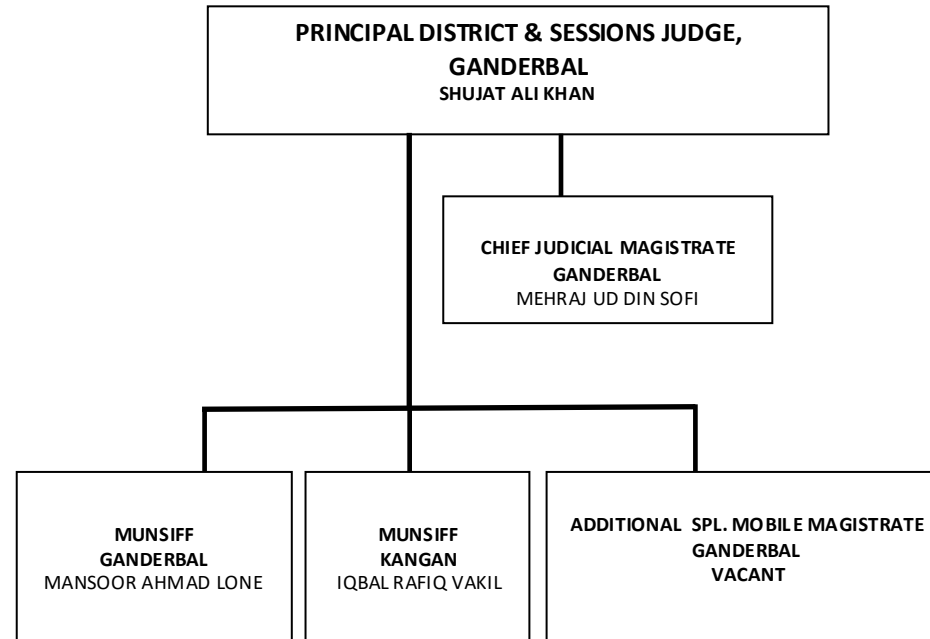 PRINCIPAL DISTRICT & SESSIONS JUDGE,
GANDERBAL
SHUJAT ALI KHAN
CHIEF JUDICIAL MAGISTRATE
GANDERBAL
MEHRAJ UD DIN SOFI
MUNSIFF
GANDERBAL
MANSOOR AHMAD LONE
MUNSIFF
KANGAN
IQBAL RAFIQ VAKIL
ADDITIONAL SPL. MOBILE MAGISTRATE
GANDERBAL
VACANT